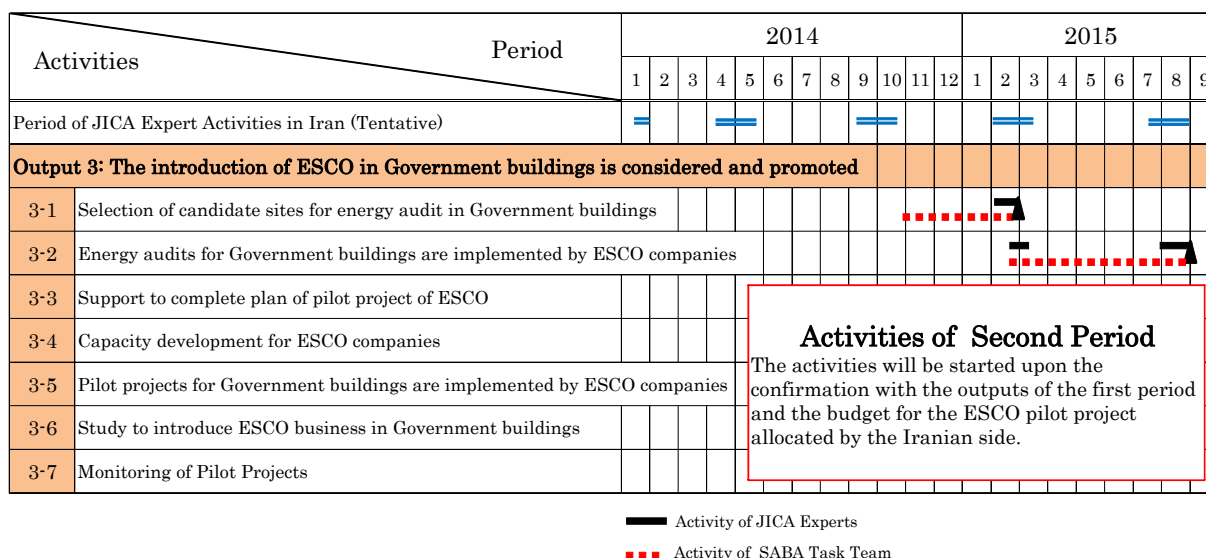 Activities Period
2014 2015
1 2 3 4 5 6 7 8 9 10 11 12 1 2 3 4 5 6 7 8 9
Period of JICA Expert Activities in Iran (Tentative)
Output 3: The introduction of ESCO in Government buildings is considered and promoted
3-1 Selection of candidate sites for energy audit in Government buildings
3-2 Energy audits for Government buildings are implemented by ESCO companies
3-3 Support to complete plan of pilot project of ESCO
3-4 Capacity development for ESCO companies
3-5 Pilot projects for Government buildings are implemented by ESCO companies
3-6 Study to introduce ESCO business in Government buildings
3-7 Monitoring of Pilot Projects
Activities of Second Period
The activities will be started upon the
confirmation with the outputs of the first period
and the budget for the ESCO pilot project
allocated by the Iranian side.
Activity of JICA Experts
Activity of SABA Task Team